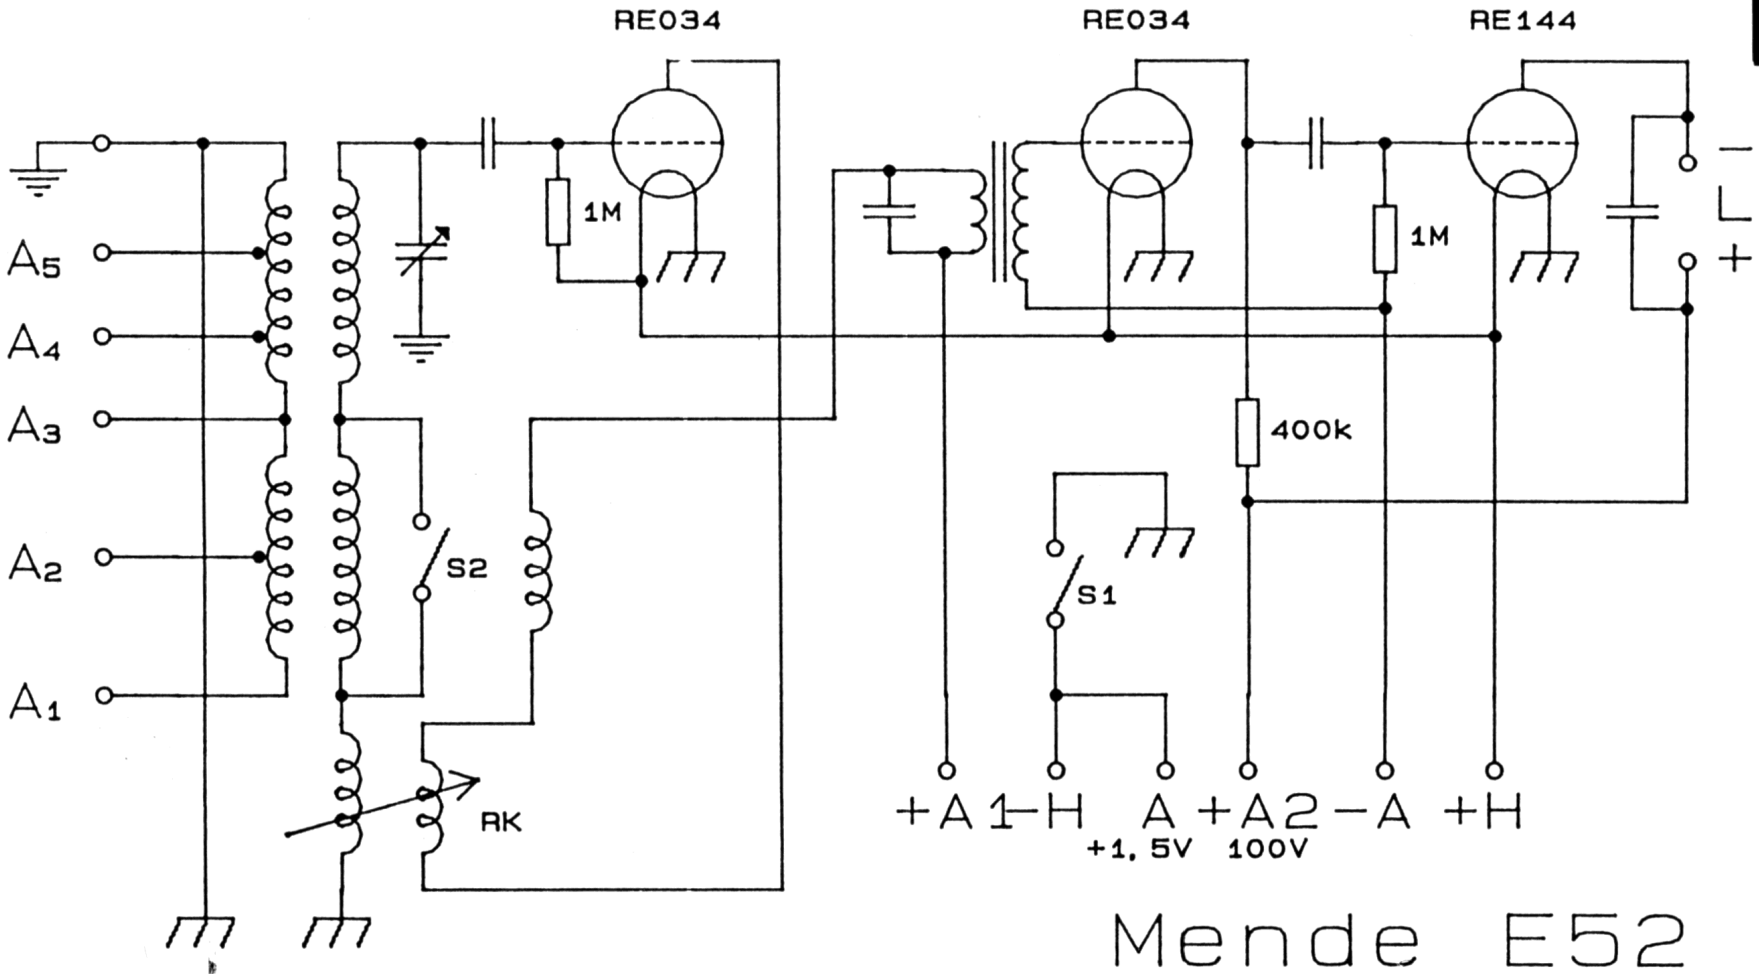 RE034 RE034 RE144
A5
A4
A3
A2
A1
1M
1M
− L +
400k
S2
S1
RK
+A1 −H A +A2 −A +H
+1,5V 100V
Mende E52